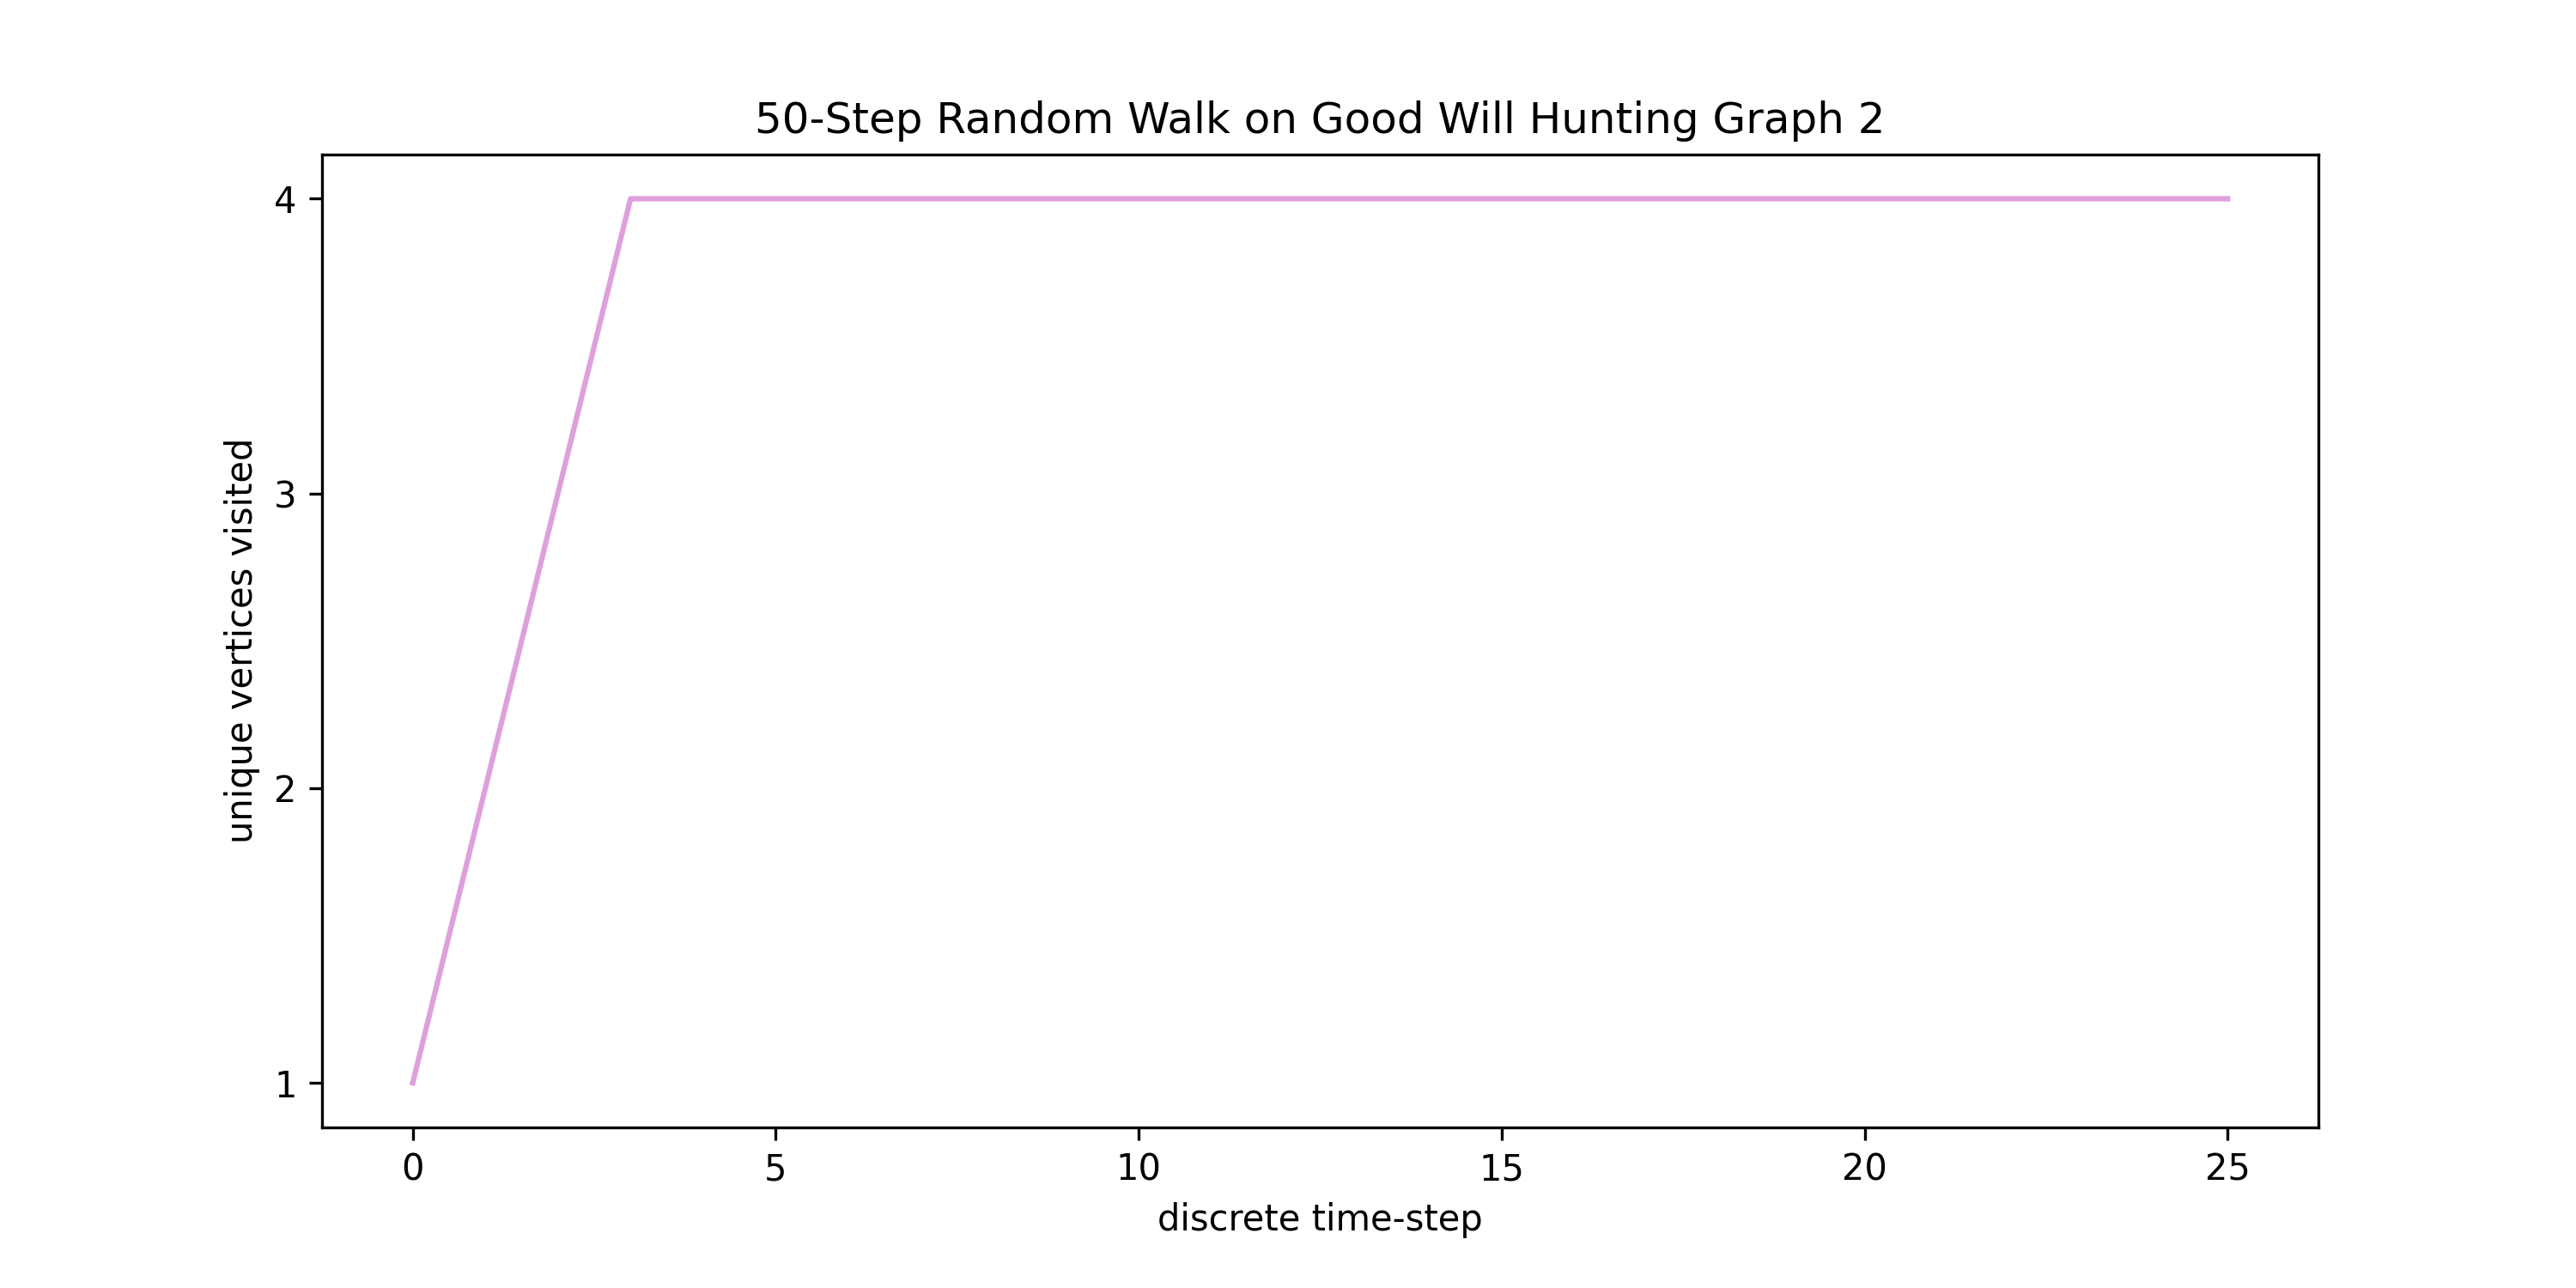 50-Step Random Walk on Good Will Hunting Graph 2
unique vertices visited
4
3
2
1
0 5 10 15 20 25
discrete time-step